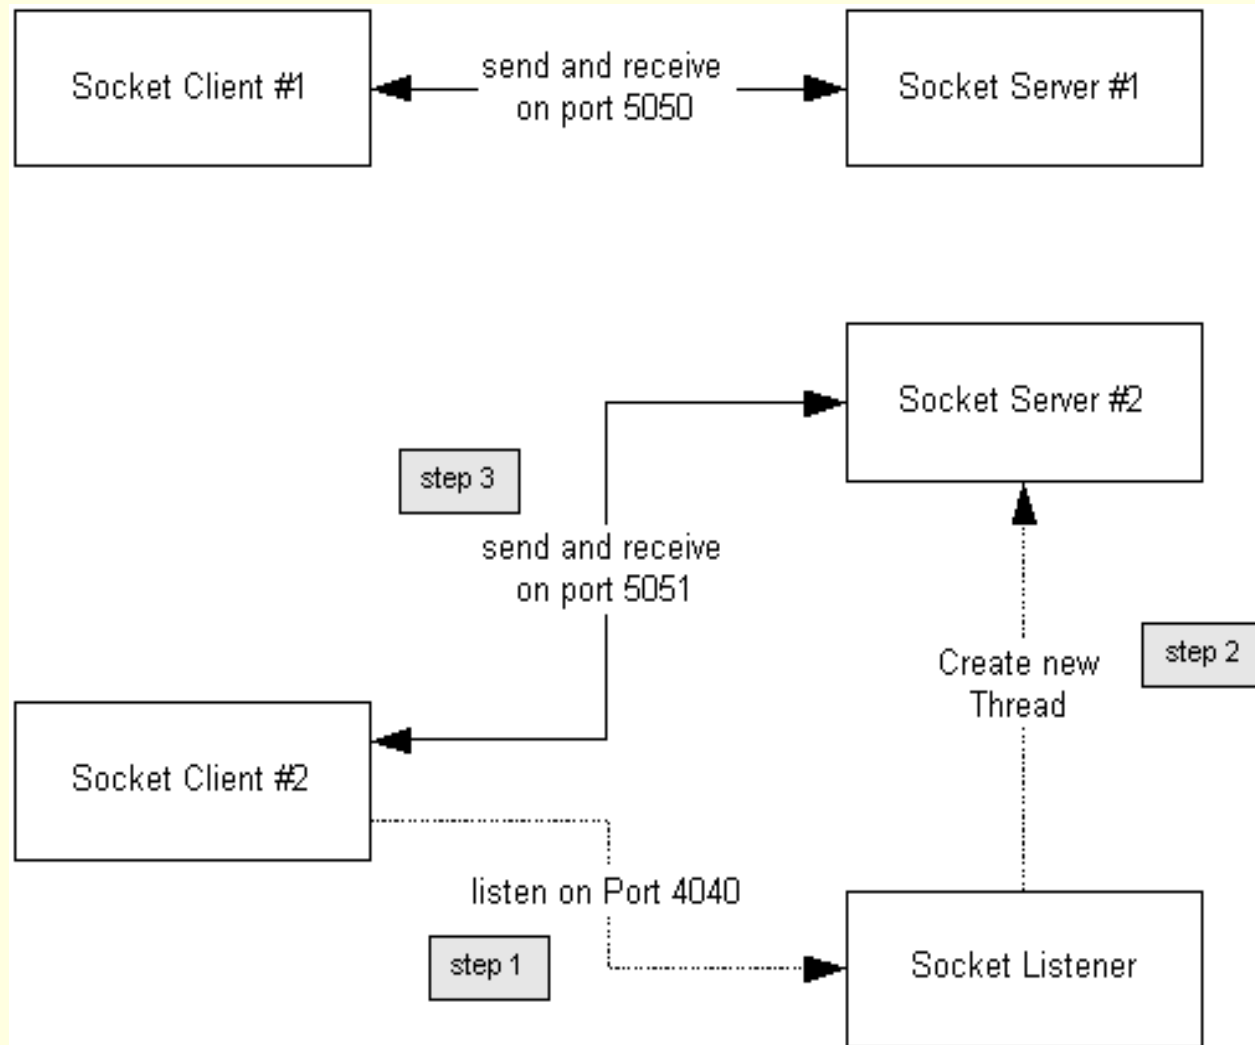 Socket Client #1
send and receive
on port 5050
Socket Server #1
Socket Server #2
step 3
send and receive
on port 5051
Create new
Thread
step 2
Socket Client #2
listen on Port 4040
step 1
Socket Listener